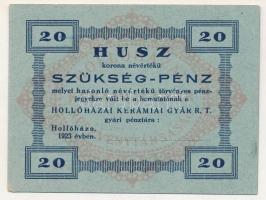 20 20
HUSZ
korona névértékű
SZÜKSÉG-PÉNZ
melyet hasonló névértékű törvényes pénz-
jegyekre vált be a bemutatónak a
HOLLÓHÁZAI KERÁMIAI GYÁR R. T.
gyári pénztára :
Hollóháza,
1923 évben.
20 20